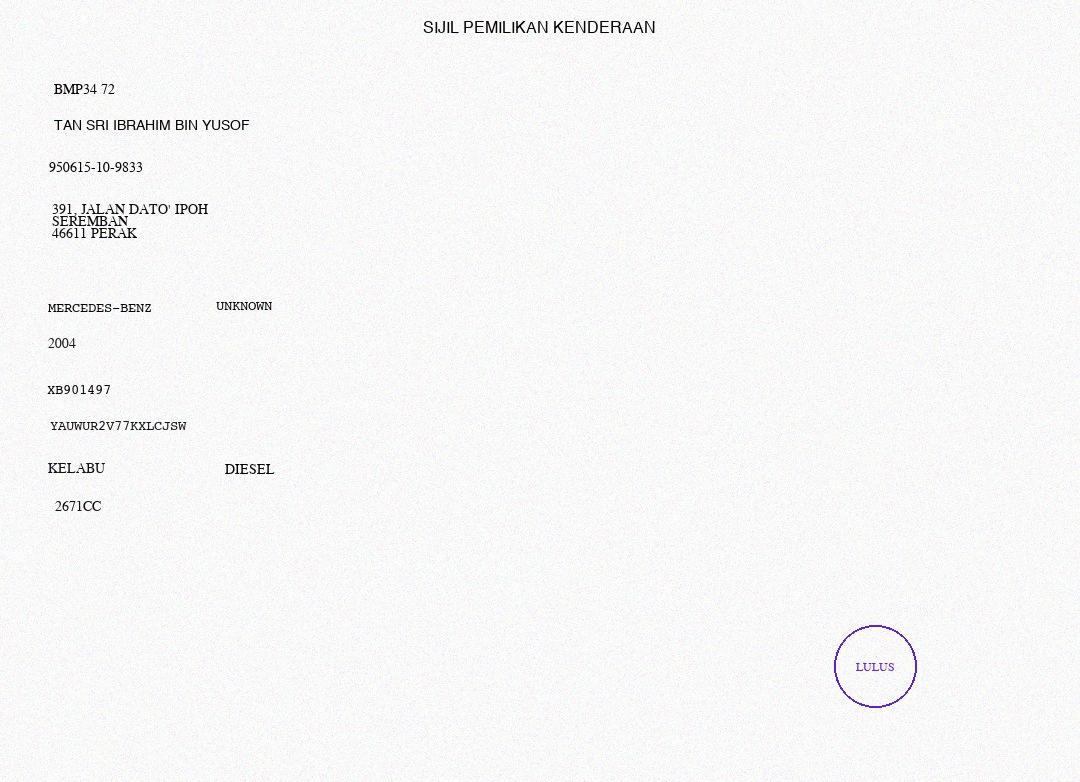 SIJIL PEMILIKAN KENDERAAN
BMP34 72
TAN SRI IBRAHIM BIN YUSOF
950615-10-9833
391, JALAN DATO' IPOH
SEREMBAN
46611 PERAK
MERCEDES-BENZ UNKNOWN
2004
XB901497
YAUWUR2V77KXLCJSW
KELABU DIESEL
2671CC
LULUS